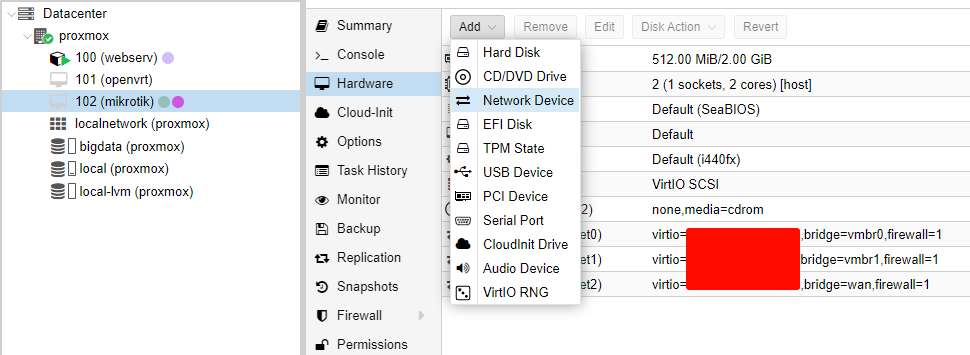 Datacenter
proxmox
100 (webserv)
101 (openvrt)
102 (mikrotik)
localnetwork (proxmox)
bigdata (proxmox)
local (proxmox)
local-lvm (proxmox)
Summary
Console
Hardware
Cloud-Init
Options
Task History
Monitor
Backup
Replication
Snapshots
Firewall
Permissions
Add Remove Edit Disk Action Revert
Hard Disk
CD/DVD Drive
Network Device
EFI Disk
TPM State
USB Device
PCI Device
Serial Port
CloudInit Drive
Audio Device
VirtIO RNG
512.00 MiB/2.00 GiB
2 (1 sockets, 2 cores) [host]
Default (SeaBIOS)
Default
Default (i440fx)
VirtIO SCSI
2) none,media=cdrom
et0) virtio= ,bridge=vmbr0,firewall=1
et1) virtio= bridge=vmbr1,firewall=1
et2) virtio= ,bridge=wan,firewall=1